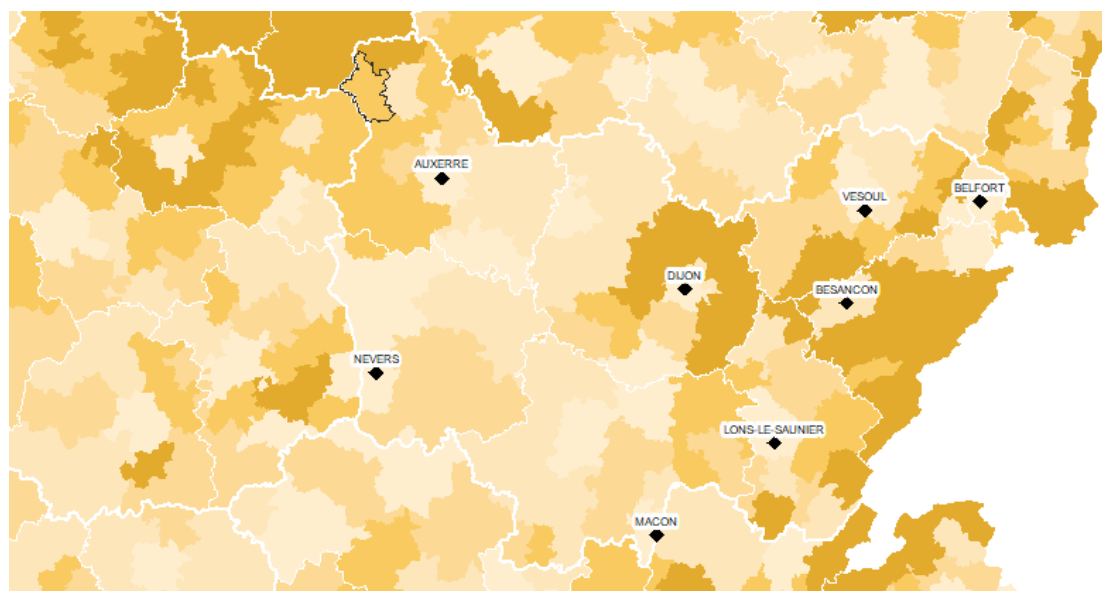 AUXERRE
VESOUL
BELFORT
DIJON
BESANCON
NEVERS
LONS-LE-SAUNIER
MACON